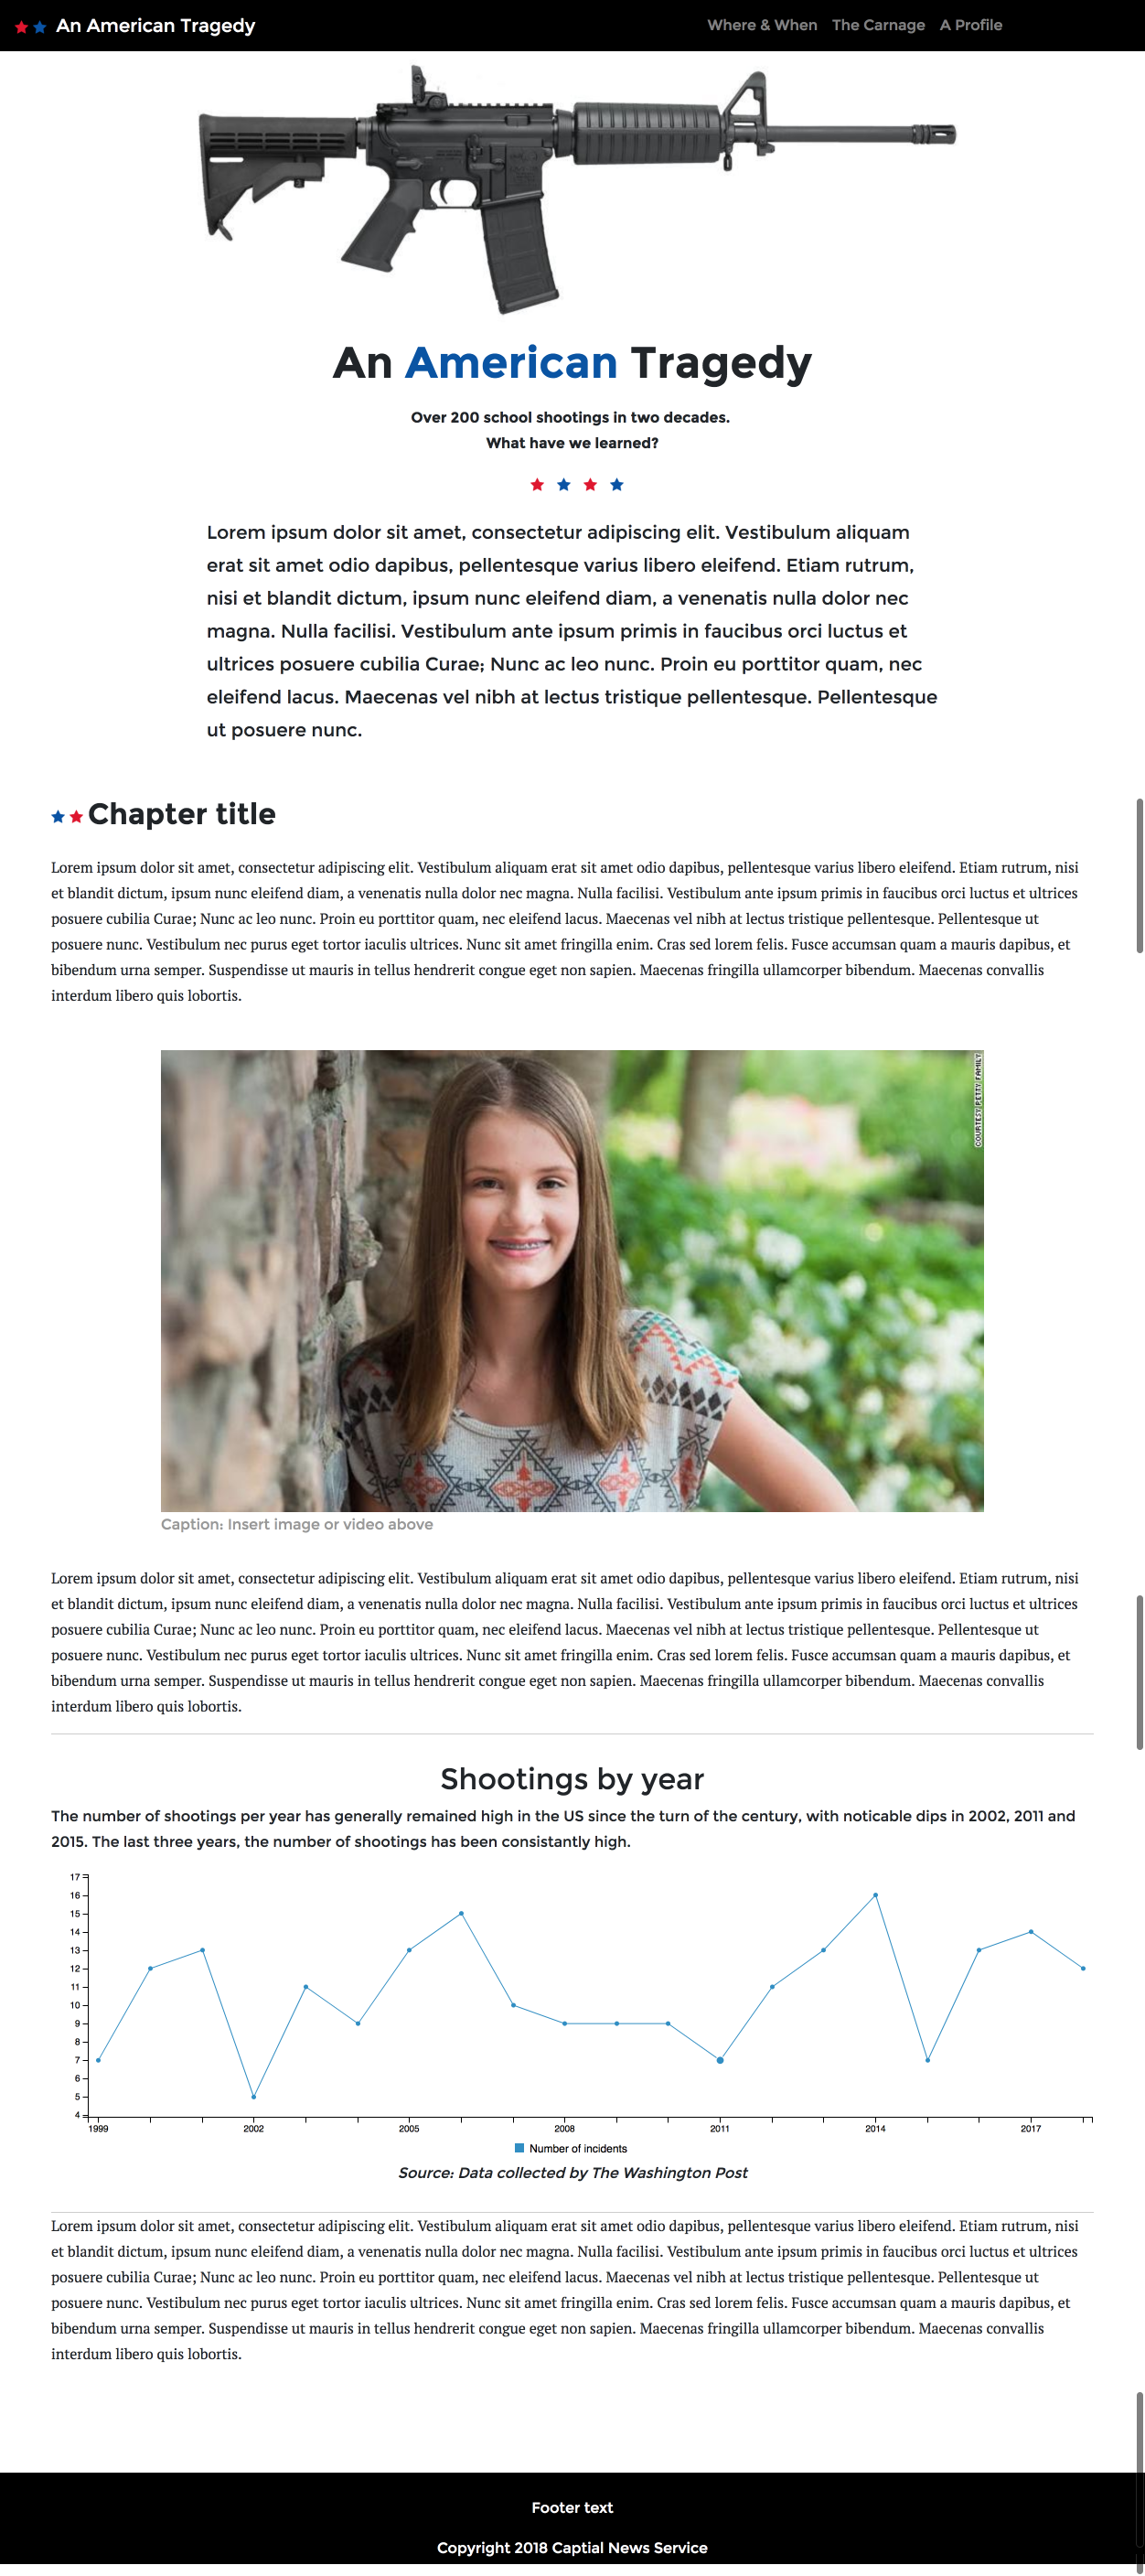 An American Tragedy
Where & When The Carnage A Profile
An American Tragedy
Over 200 school shootings in two decades.
What have we learned?
Lorem ipsum dolor sit amet, consectetur adipiscing elit. Vestibulum aliquam
erat sit amet odio dapibus, pellentesque varius libero eleifend. Etiam rutrum,
nisi et blandit dictum, ipsum nunc eleifend diam, a venenatis nulla dolor nec
magna. Nulla facilisi. Vestibulum ante ipsum primis in faucibus orci luctus et
ultrices posuere cubilia Curae; Nunc ac leo nunc. Proin eu porttitor quam, nec
eleifend lacus. Maecenas vel nibh at lectus tristique pellentesque. Pellentesque
ut posuere nunc.
Chapter title
Lorem ipsum dolor sit amet, consectetur adipiscing elit. Vestibulum aliquam erat sit amet odio dapibus, pellentesque varius libero eleifend. Etiam rutrum, nisi
et blandit dictum, ipsum nunc eleifend diam, a venenatis nulla dolor nec magna. Nulla facilisi. Vestibulum ante ipsum primis in faucibus orci luctus et ultrices
posuere cubilia Curae; Nunc ac leo nunc. Proin eu porttitor quam, nec eleifend lacus. Maecenas vel nibh at lectus tristique pellentesque. Pellentesque ut
posuere nunc. Vestibulum nec purus eget tortor iaculis ultrices. Nunc sit amet fringilla enim. Cras sed lorem felis. Fusce accumsan quam a mauris dapibus, et
bibendum urna semper. Suspendisse ut mauris in tellus hendrerit congue eget non sapien. Maecenas fringilla ullamcorper bibendum. Maecenas convallis
interdum libero quis lobortis.
COURTESY PETTY FAMILY
Caption: Insert image or video above
Lorem ipsum dolor sit amet, consectetur adipiscing elit. Vestibulum aliquam erat sit amet odio dapibus, pellentesque varius libero eleifend. Etiam rutrum, nisi
et blandit dictum, ipsum nunc eleifend diam, a venenatis nulla dolor nec magna. Nulla facilisi. Vestibulum ante ipsum primis in faucibus orci luctus et ultrices
posuere cubilia Curae; Nunc ac leo nunc. Proin eu porttitor quam, nec eleifend lacus. Maecenas vel nibh at lectus tristique pellentesque. Pellentesque ut
posuere nunc. Vestibulum nec purus eget tortor iaculis ultrices. Nunc sit amet fringilla enim. Cras sed lorem felis. Fusce accumsan quam a mauris dapibus, et
bibendum urna semper. Suspendisse ut mauris in tellus hendrerit congue eget non sapien. Maecenas fringilla ullamcorper bibendum. Maecenas convallis
interdum libero quis lobortis.
Shootings by year
The number of shootings per year has generally remained high in the US since the turn of the century, with noticable dips in 2002, 2011 and
2015. The last three years, the number of shootings has been consistantly high.
17
16
15
14
13
12
11
10
9
8
7
6
5
4
1999 2002 2005 2008 2011 2014 2017
Number of incidents
Source: Data collected by The Washington Post
Lorem ipsum dolor sit amet, consectetur adipiscing elit. Vestibulum aliquam erat sit amet odio dapibus, pellentesque varius libero eleifend. Etiam rutrum, nisi
et blandit dictum, ipsum nunc eleifend diam, a venenatis nulla dolor nec magna. Nulla facilisi. Vestibulum ante ipsum primis in faucibus orci luctus et ultrices
posuere cubilia Curae; Nunc ac leo nunc. Proin eu porttitor quam, nec eleifend lacus. Maecenas vel nibh at lectus tristique pellentesque. Pellentesque ut
posuere nunc. Vestibulum nec purus eget tortor iaculis ultrices. Nunc sit amet fringilla enim. Cras sed lorem felis. Fusce accumsan quam a mauris dapibus, et
bibendum urna semper. Suspendisse ut mauris in tellus hendrerit congue eget non sapien. Maecenas fringilla ullamcorper bibendum. Maecenas convallis
interdum libero quis lobortis.
Footer text
Copyright 2018 Captial News Service